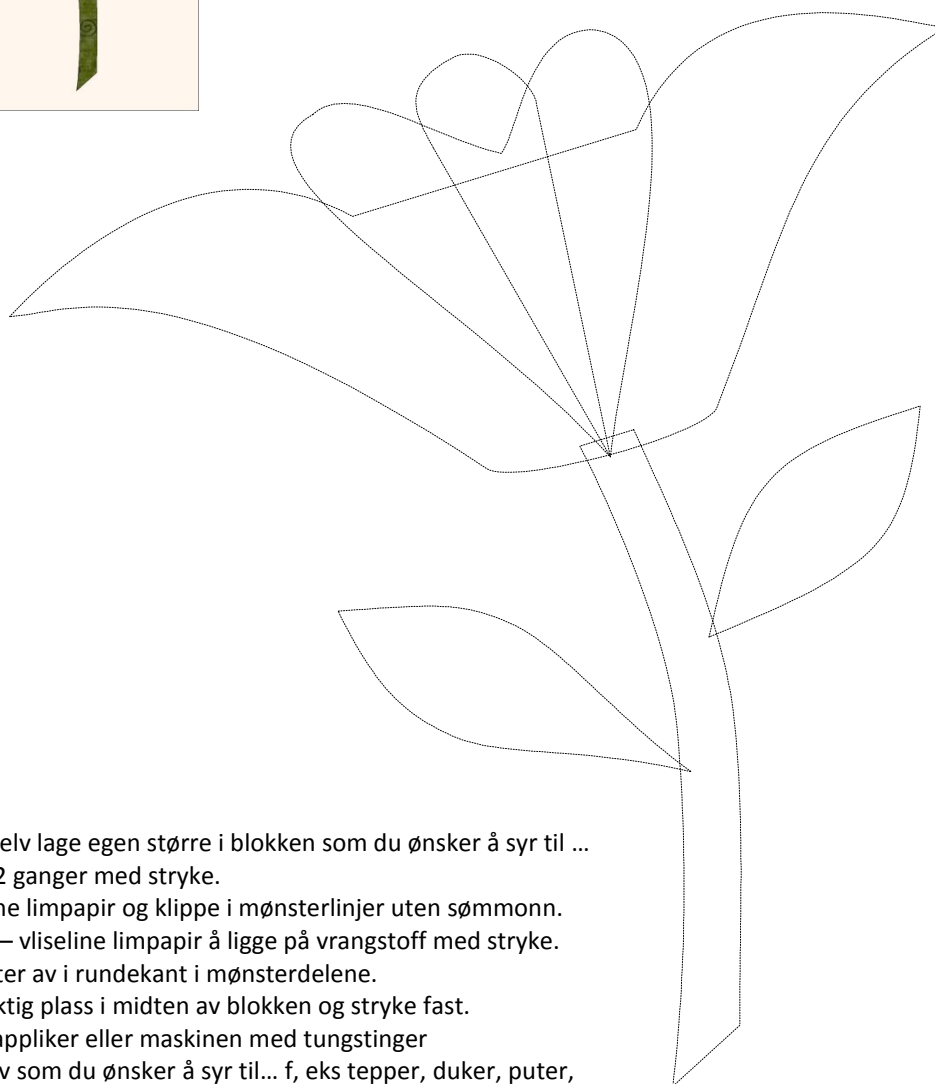 elv lage egen større i blokken som du ønsker å syr til …
2 ganger med stryke.
ne limpapir og klippe i mønsterlinjer uten sømmonn.
– vliseline limpapir å ligge på vrangstoff med stryke.
ter av i rundekant i mønsterdelene.
ktig plass i midten av blokken og stryke fast.
appliker eller maskinen med tungstinger
v som du ønsker å syr til… f, eks tepper, duker, puter,